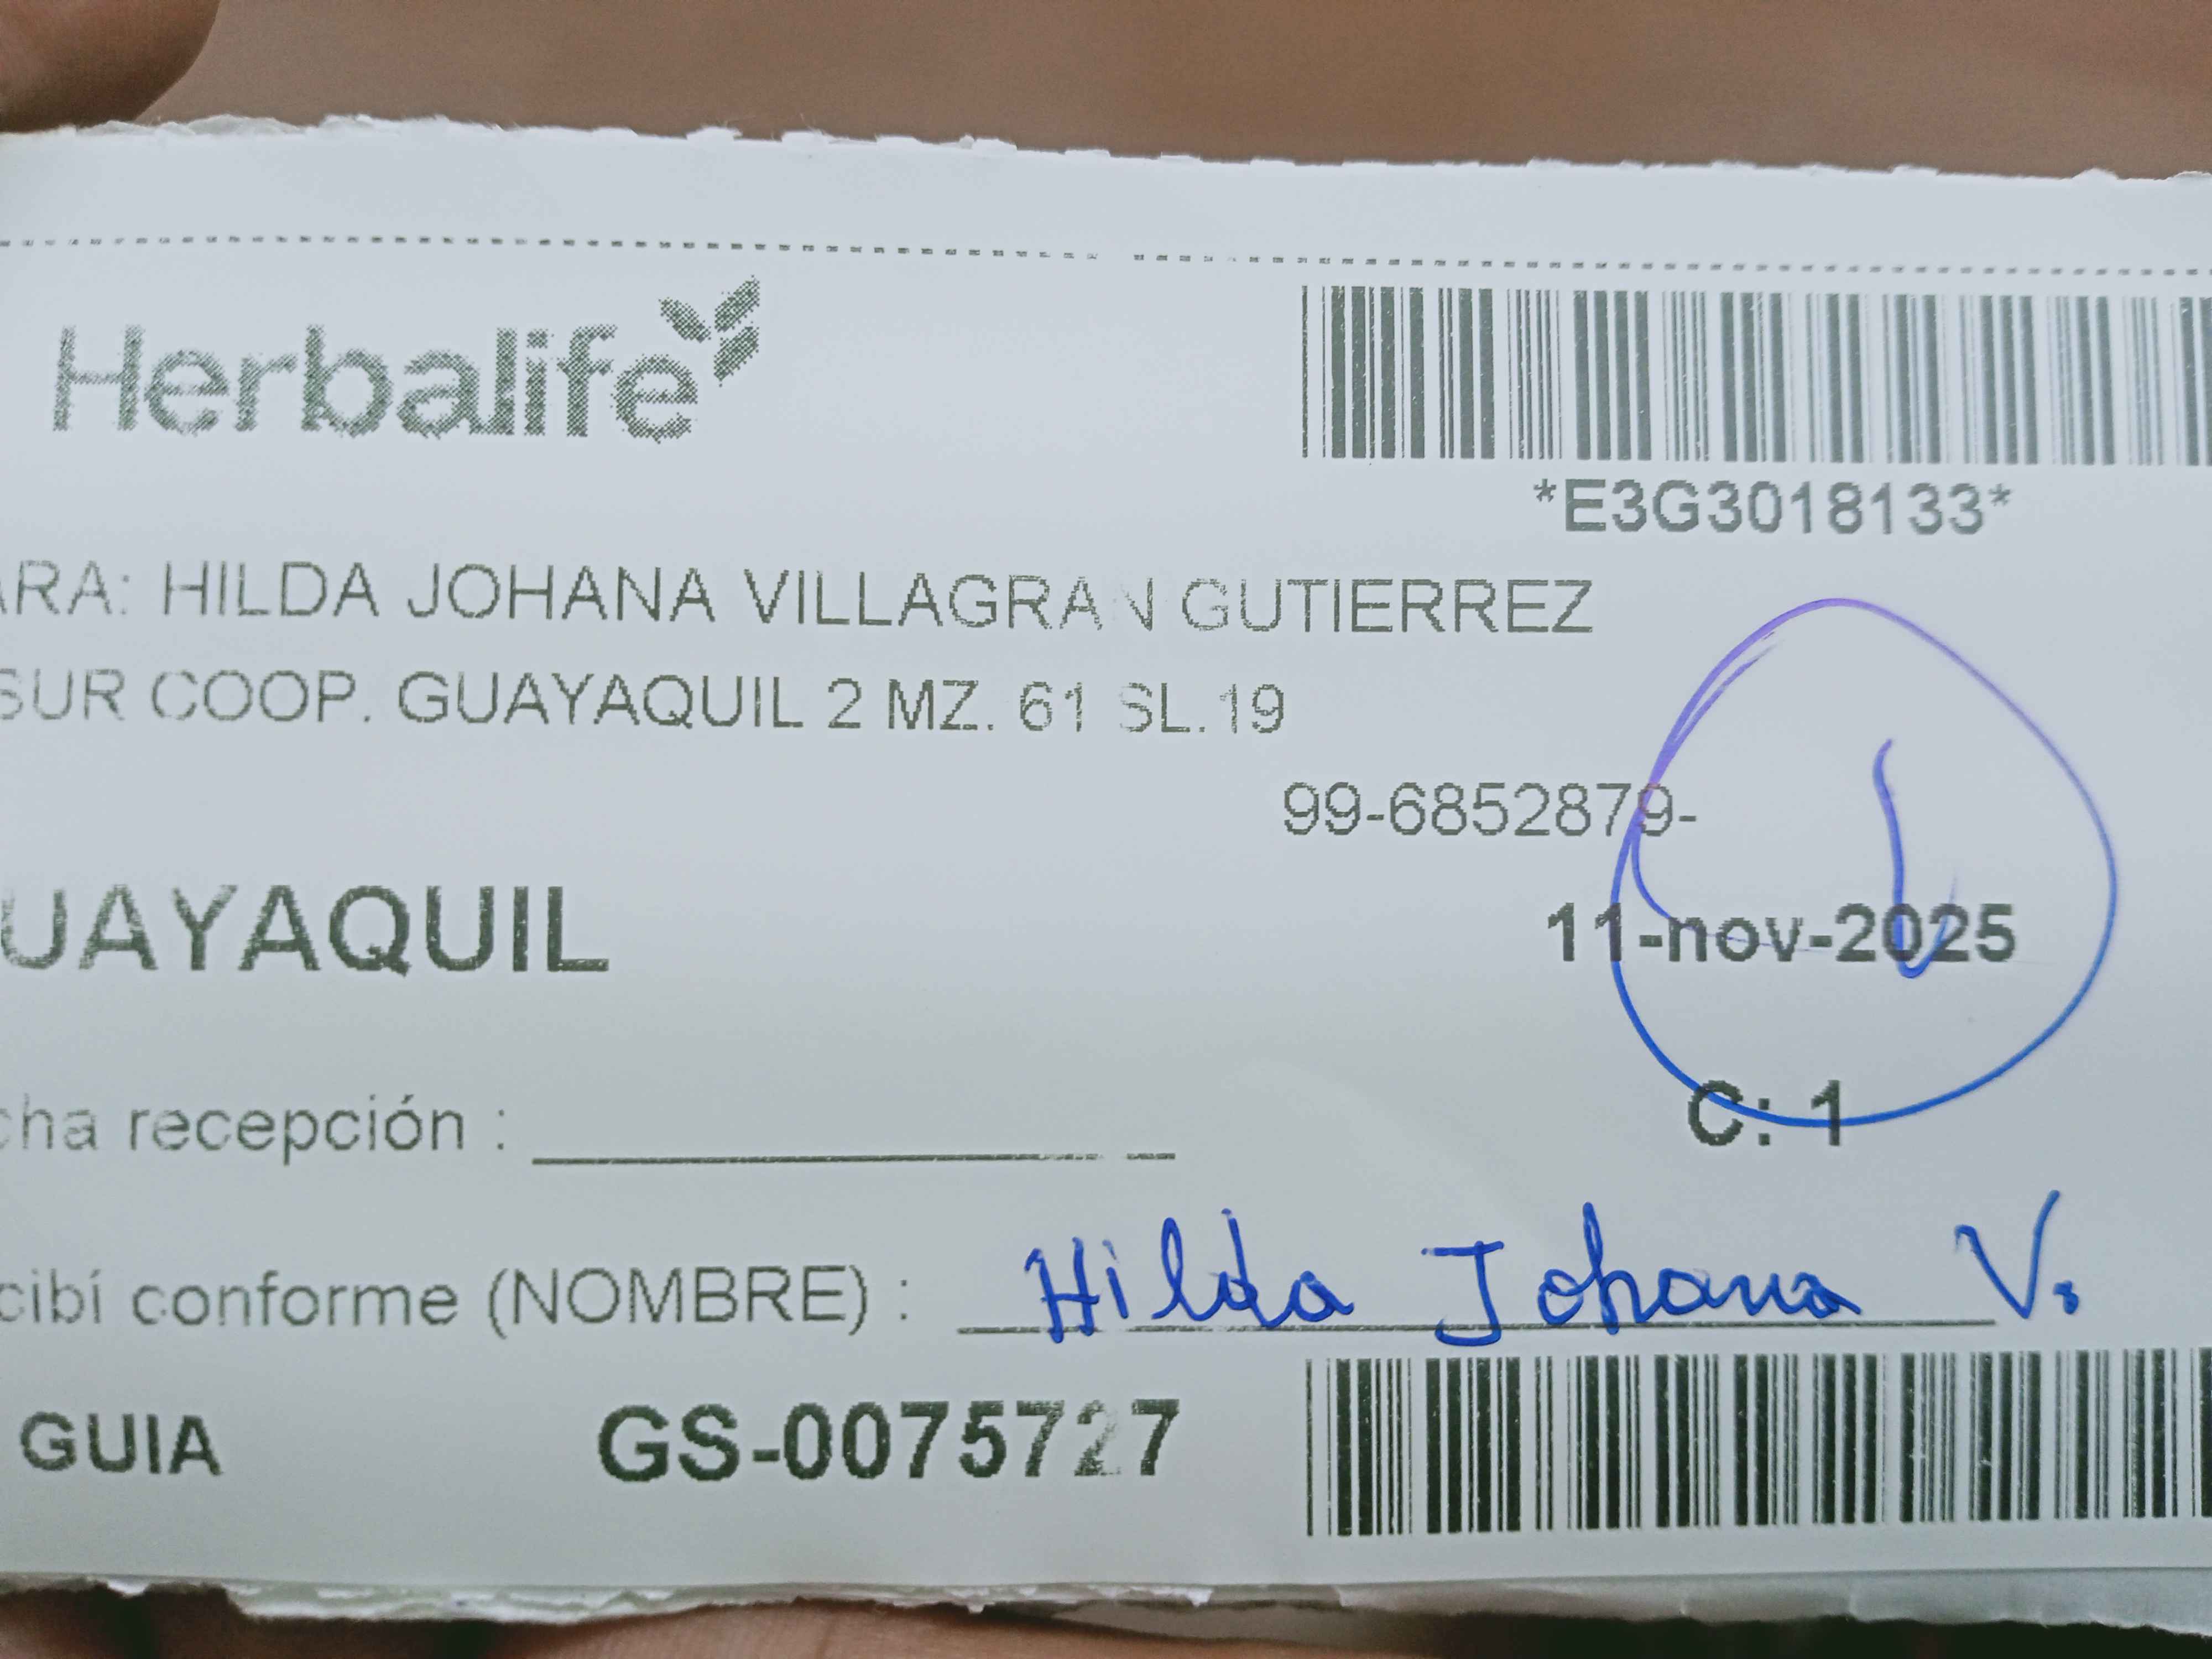 Herbalife
*E3G3018133*
ARA: HILDA JOHANA VILLAGRAN GUTIERREZ
SUR COOP. GUAYAQUIL 2 MZ. 61 SL.19
99-6852879-
UAYAQUIL
11-nov-2025
C: 1
cha recepción :
cibí conforme (NOMBRE) : Hilda Johana V.
GUIA GS-0075727